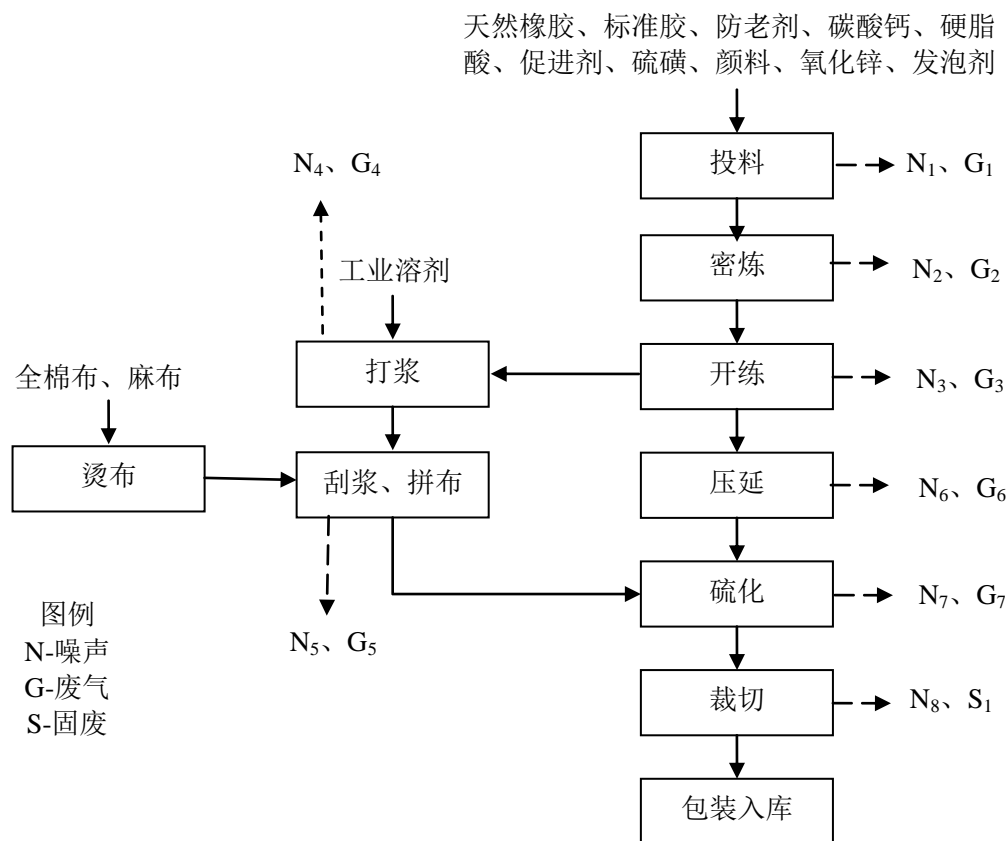 天然橡胶、标准胶、防老剂、碳酸钙、硬脂
酸、促进剂、硫磺、颜料、氧化锌、发泡剂
投料
N₁、G₁
N₄、G₄
密炼
N₂、G₂
工业溶剂
打浆
开练
N₃、G₃
全棉布、麻布
烫布
刮浆、拼布
压延
N₆、G₆
硫化
N₇、G₇
N₅、G₅
图例
N-噪声
G-废气
S-固废
裁切
N₈、S₁
包装入库